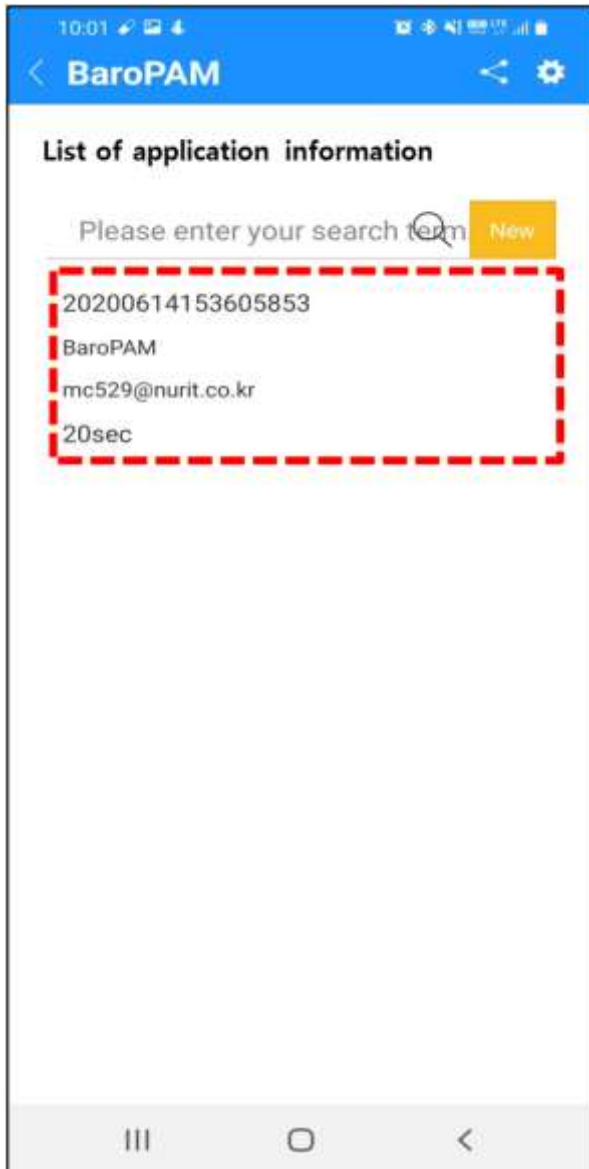 10:01
BaroPAM
List of application information
Please enter your search term
New
20200614153605853
BaroPAM
mc529@nurit.co.kr
20sec